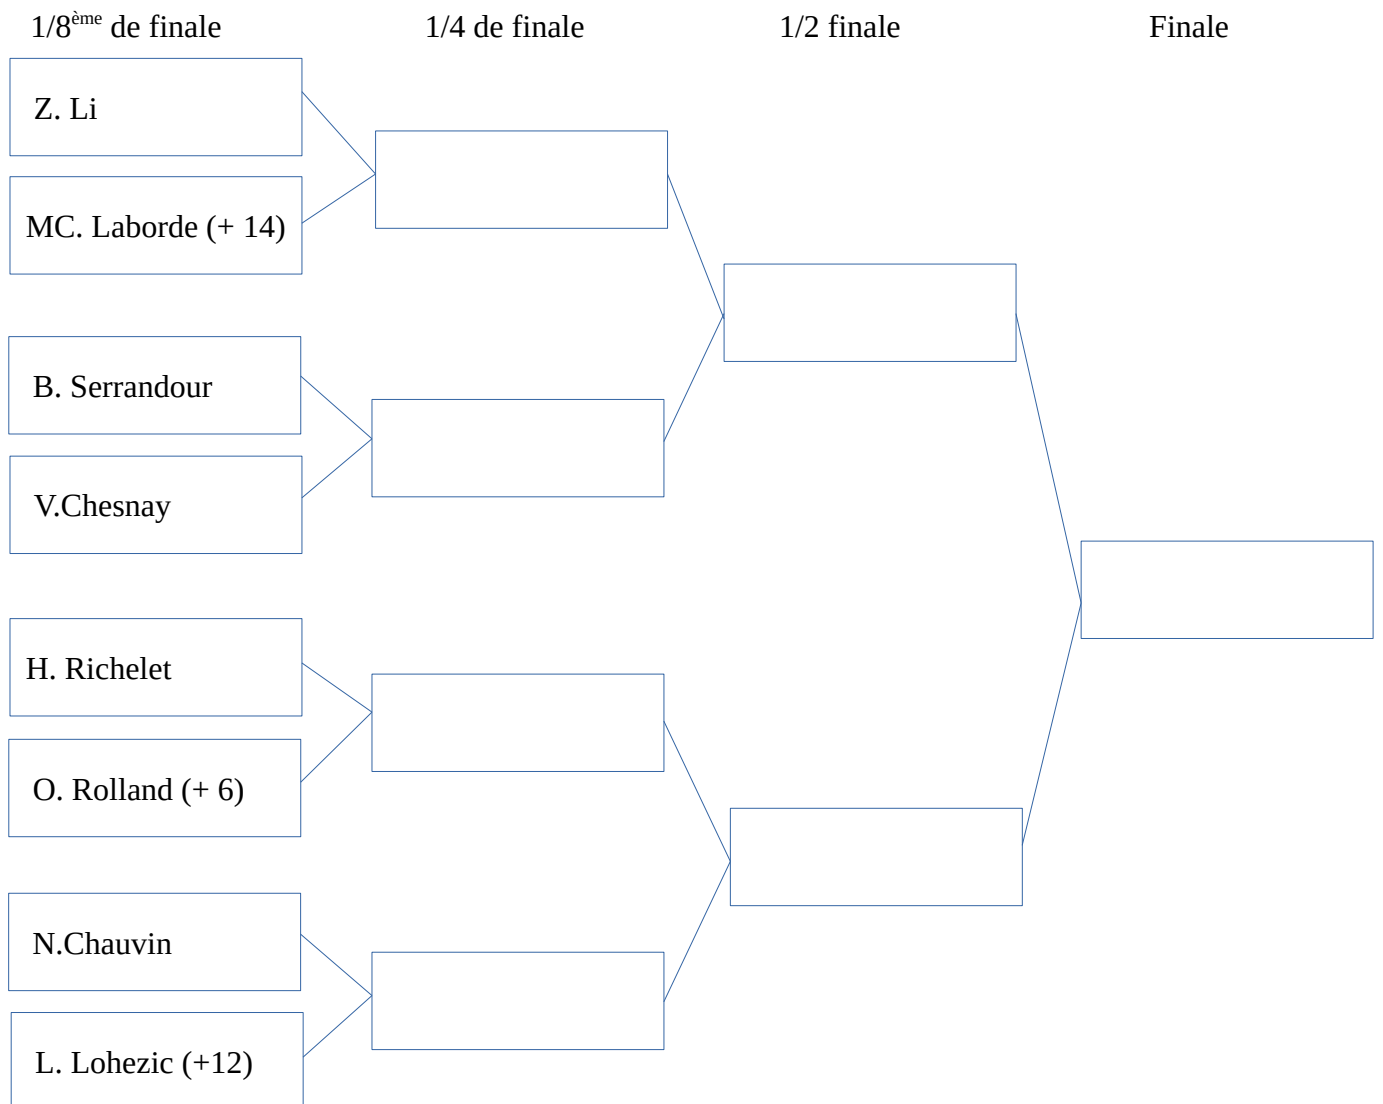 1/8ème de finale 1/4 de finale 1/2 finale Finale
Z. Li
MC. Laborde (+ 14)
B. Serrandour
V.Chesnay
H. Richelet
O. Rolland (+ 6)
N.Chauvin
L. Lohezic (+12)